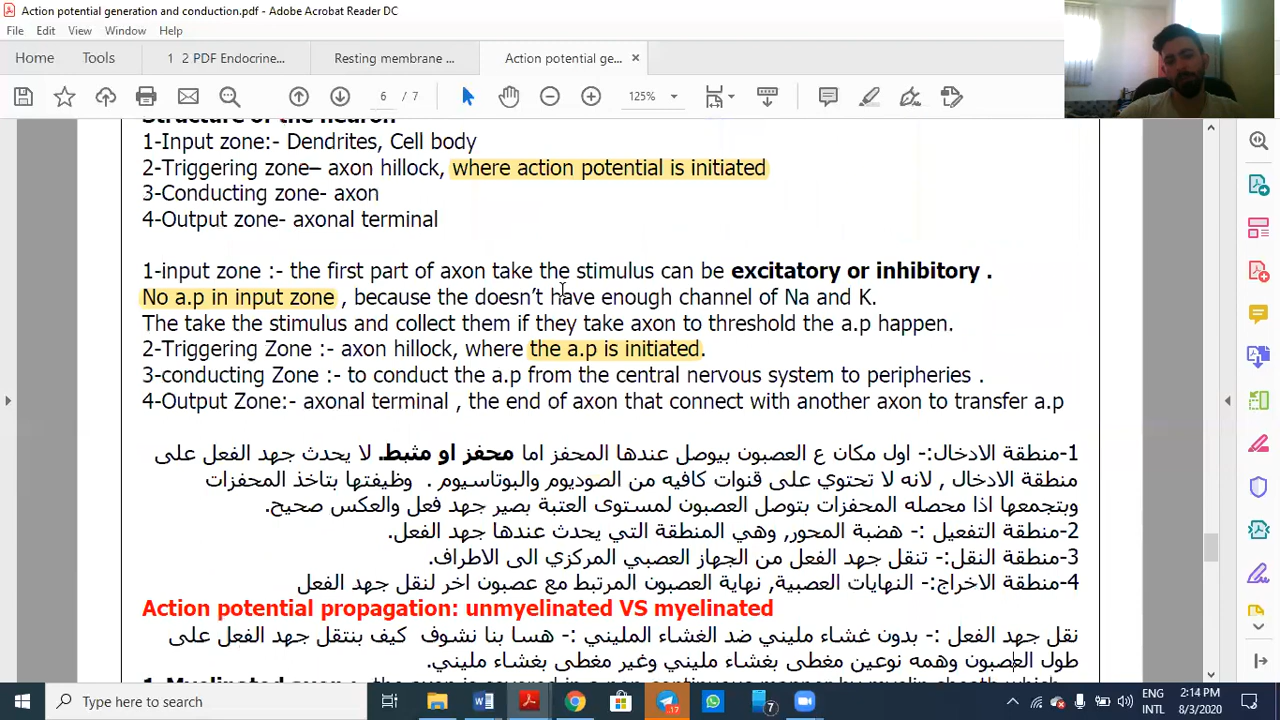 Action potential generation and conduction.pdf - Adobe Acrobat Reader DC
File Edit View Window Help
Home Tools 1 2 PDF Endocrine... Resting membrane ... Action potential ge... ×
6 / 7 125%
Structure of the neuron
1-Input zone:- Dendrites, Cell body
2-Triggering zone– axon hillock, where action potential is initiated
3-Conducting zone- axon
4-Output zone- axonal terminal
1-input zone :- the first part of axon take the stimulus can be excitatory or inhibitory .
No a.p in input zone , because the doesn’t have enough channel of Na and K.
The take the stimulus and collect them if they take axon to threshold the a.p happen.
2-Triggering Zone :- axon hillock, where the a.p is initiated.
3-conducting Zone :- to conduct the a.p from the central nervous system to peripheries .
4-Output Zone:- axonal terminal , the end of axon that connect with another axon to transfer a.p
1-منطقة الادخال:- اول مكان ع العصبون بيوصل عندها المحفز اما محفز او مثبط. لا يحدث جهد الفعل على
منطقة الادخال , لانه لا تحتوي على قنوات كافيه من الصوديوم والبوتاسيوم . وظيفتها بتاخذ المحفزات
وبتجمعها اذا محصله المحفزات بتوصل العصبون لمستوى العتبة بصير جهد فعل والعكس صحيح.
2-منطقة التفعيل :- هضبة المحور, وهي المنطقة التي يحدث عندها جهد الفعل.
3-منطقة النقل:- تنقل جهد الفعل من الجهاز العصبي المركزي الى الاطراف.
4-منطقة الاخراج:- النهايات العصبية, نهاية العصبون المرتبط مع عصبون اخر لنقل جهد الفعل
Action potential propagation: unmyelinated VS myelinated
نقل جهد الفعل :- بدون غشاء مليني ضد الغشاء المليني :- هسا بنا نشوف كيف بنتقل جهد الفعل على
طول العصبون وهمه نوعين مغطى بغشاء مليني وغير مغطى بغشاء مليني.
Type here to search
17
7
ENG
INTL
2:14 PM
8/3/2020